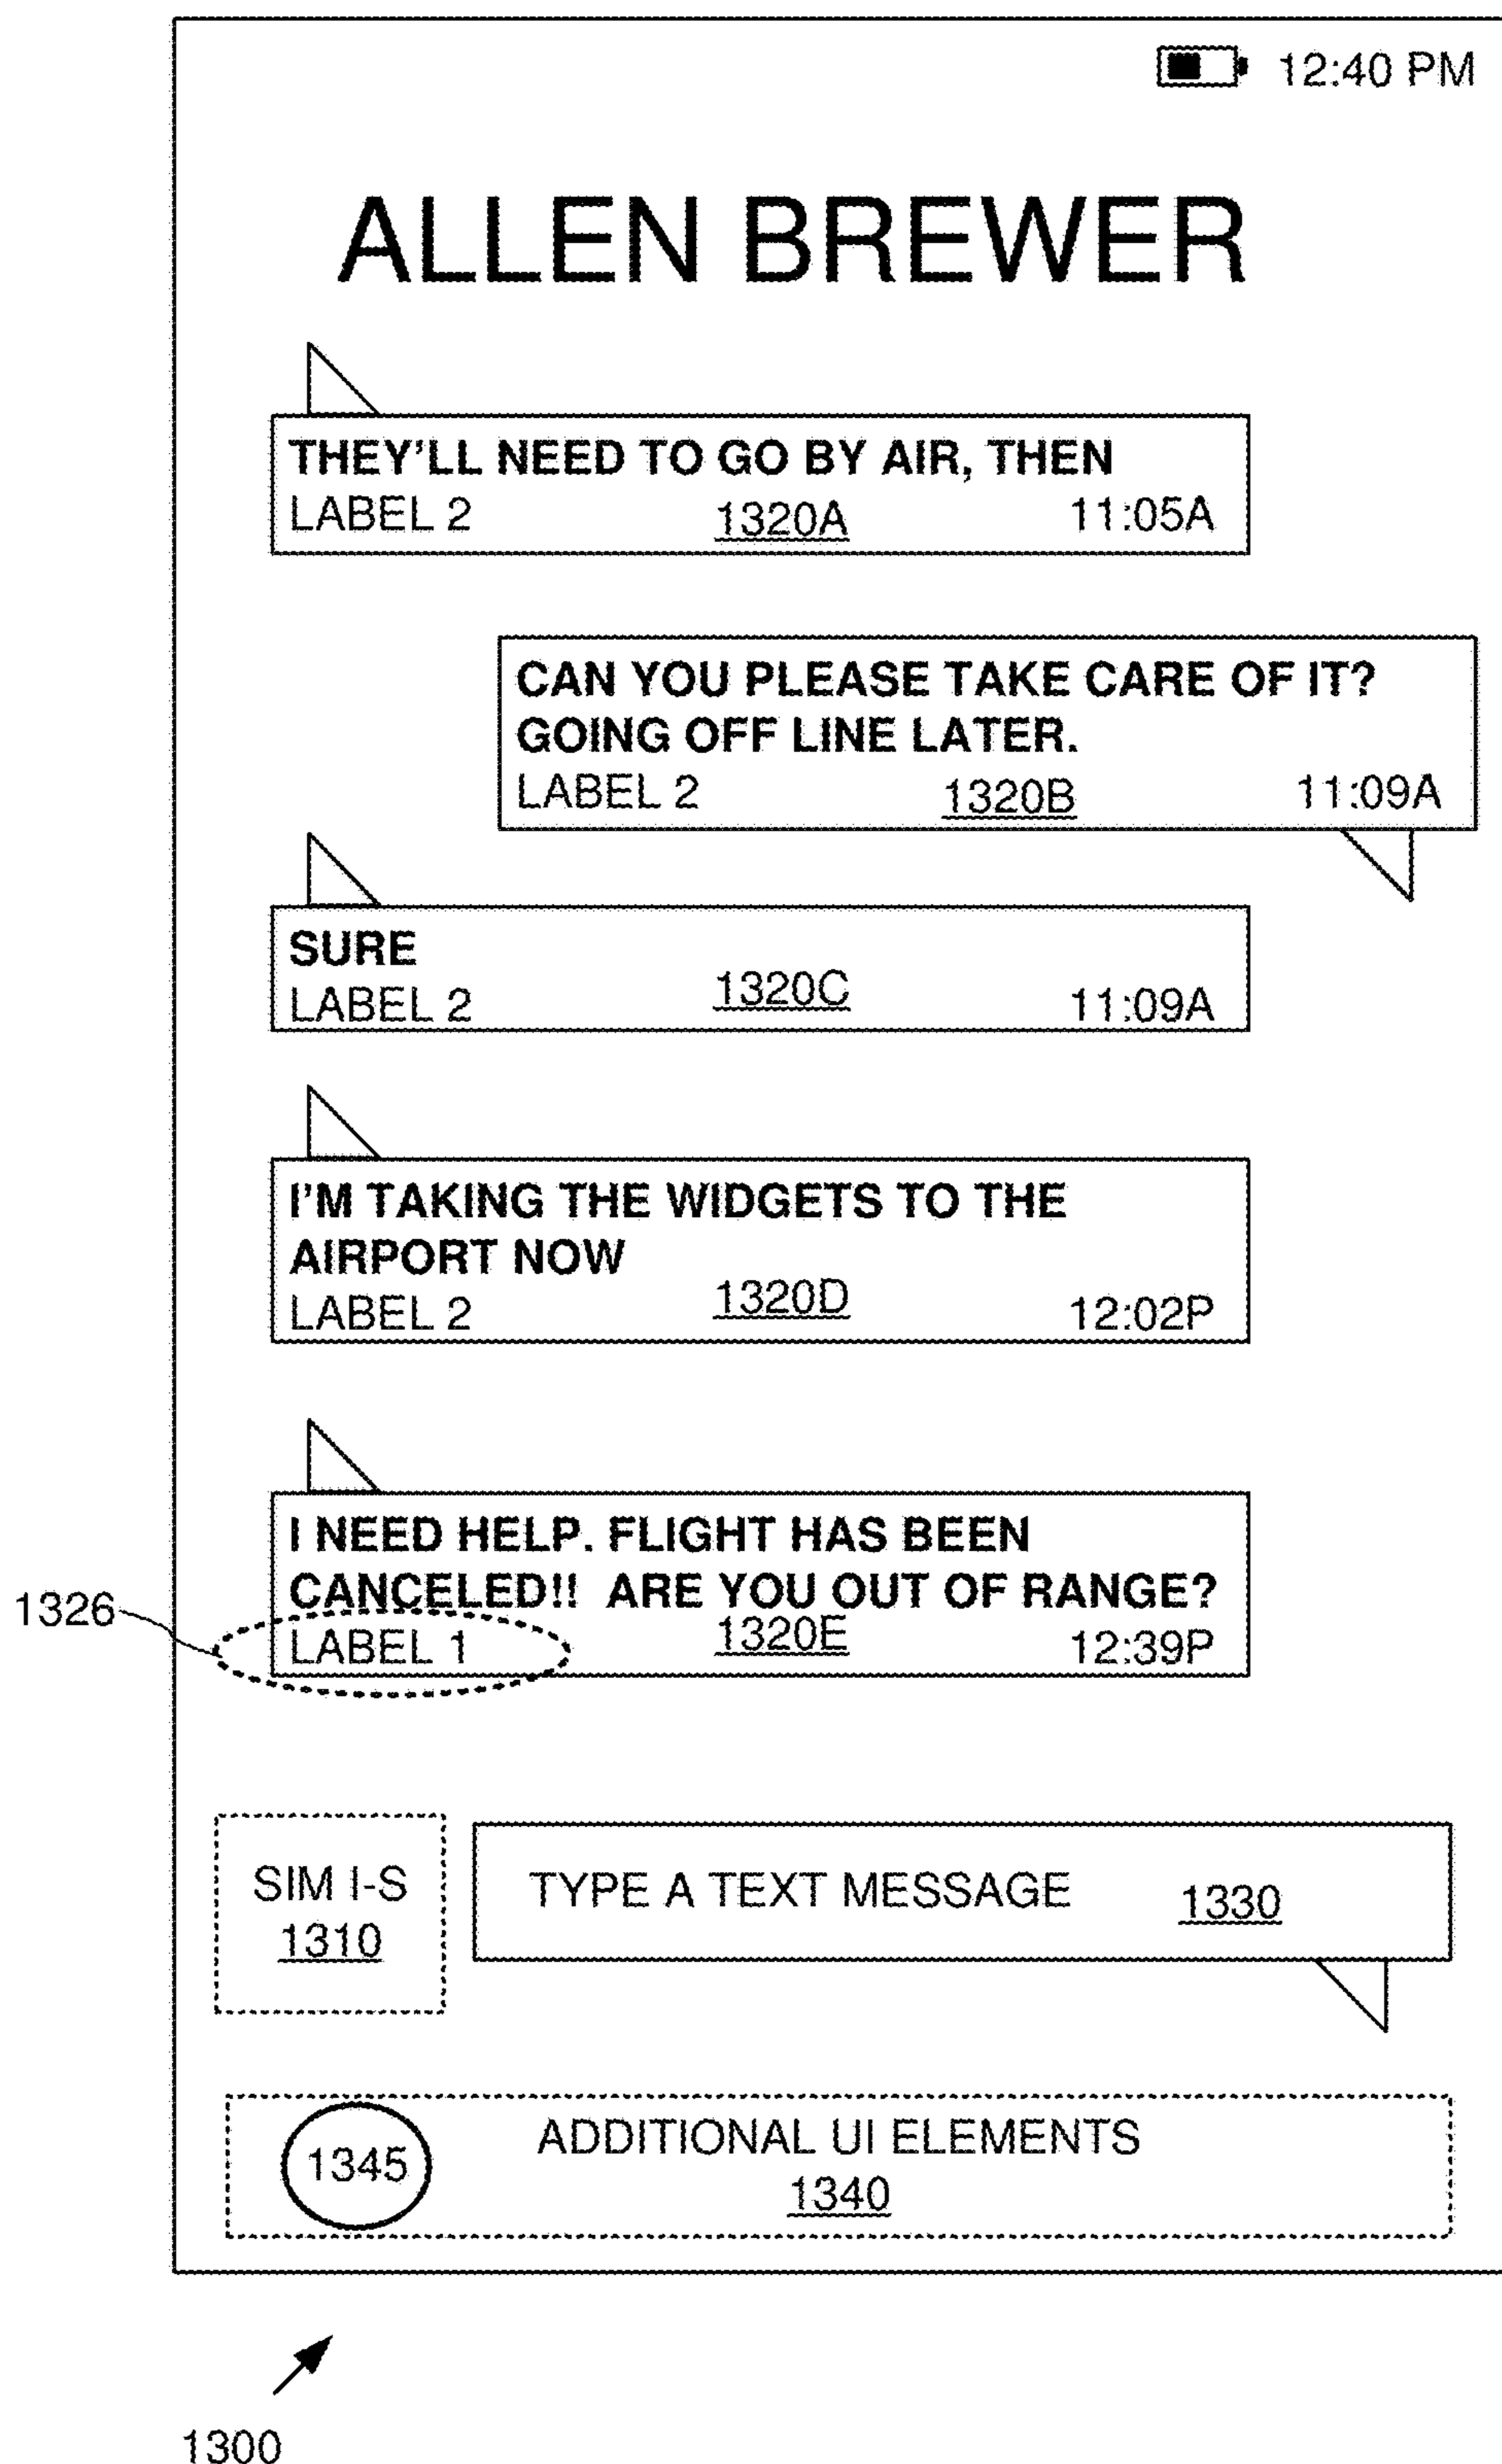 12:40 PM
ALLEN BREWER
THEY'LL NEED TO GO BY AIR, THEN
LABEL 2 1320A 11:05A
CAN YOU PLEASE TAKE CARE OF IT?
GOING OFF LINE LATER.
LABEL 2 1320B 11:09A
SURE
LABEL 2 1320C 11:09A
I'M TAKING THE WIDGETS TO THE
AIRPORT NOW
LABEL 2 1320D 12:02P
I NEED HELP. FLIGHT HAS BEEN
CANCELED!! ARE YOU OUT OF RANGE?
1326 LABEL 1 1320E 12:39P
SIM I-S
1310
TYPE A TEXT MESSAGE 1330
1345
ADDITIONAL UI ELEMENTS
1340
1300